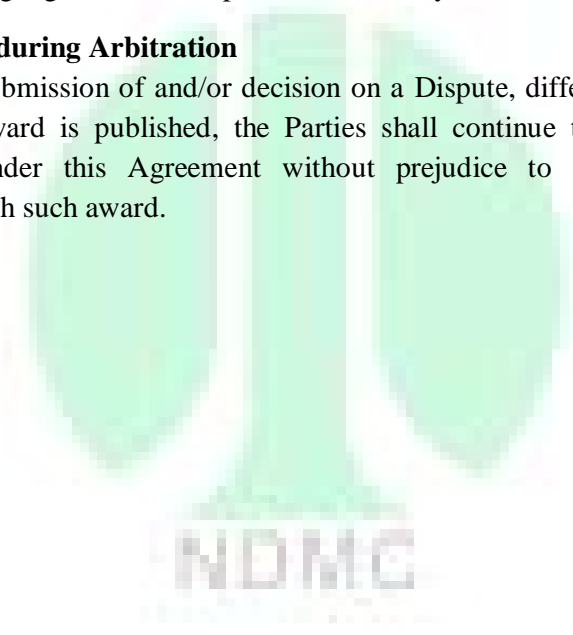 during Arbitration
bmission of and/or decision on a Dispute, diffe
ward is published, the Parties shall continue t
nder this Agreement without prejudice to
h such award.
NDMC